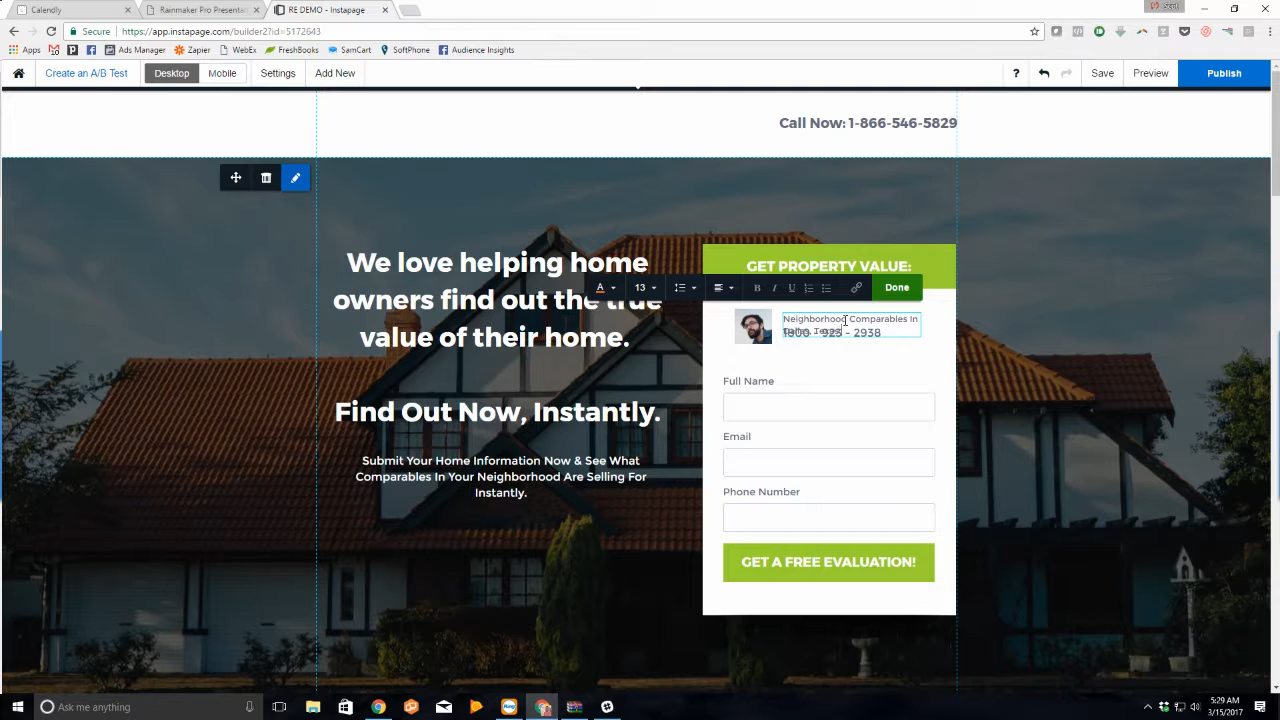 Calendly
Rainmaker Pro Presentat
RE DEMO - Instapage
Secure
https://app.instapage.com/builder2?id=5172643
Apps
Ads Manager
Zapier
WebEx
FreshBooks
SamCart
SoftPhone
Audience Insights
Create an A/B Test
Desktop
Mobile
Settings
Add New
?
Save
Preview
Publish
Call Now: 1-866-546-5829
We love helping home
owners find out the true
value of their home.
Find Out Now, Instantly.
Submit Your Home Information Now & See What
Comparables In Your Neighborhood Are Selling For
Instantly.
GET PROPERTY VALUE:
A
13
B
I
U
Done
Neighborhood Comparables In
1800 - 925 - 2938
Full Name
Email
Phone Number
GET A FREE EVALUATION!
Ask me anything
5:29 AM
3/15/2017